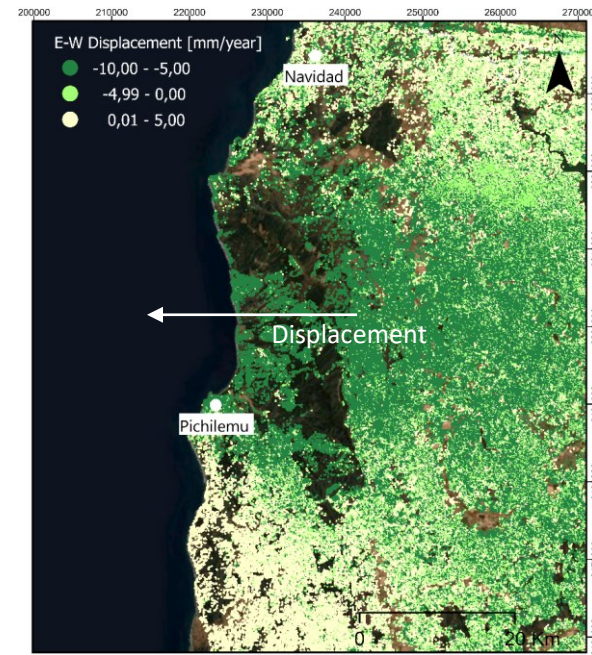 200000 210000 220000 230000 240000 250000 260000 270000
E-W Displacement [mm/year]
-10,00 - -5,00
-4,99 - 0,00
0,01 - 5,00
N
Navidad
Displacement
Pichilemu
0 20 Km